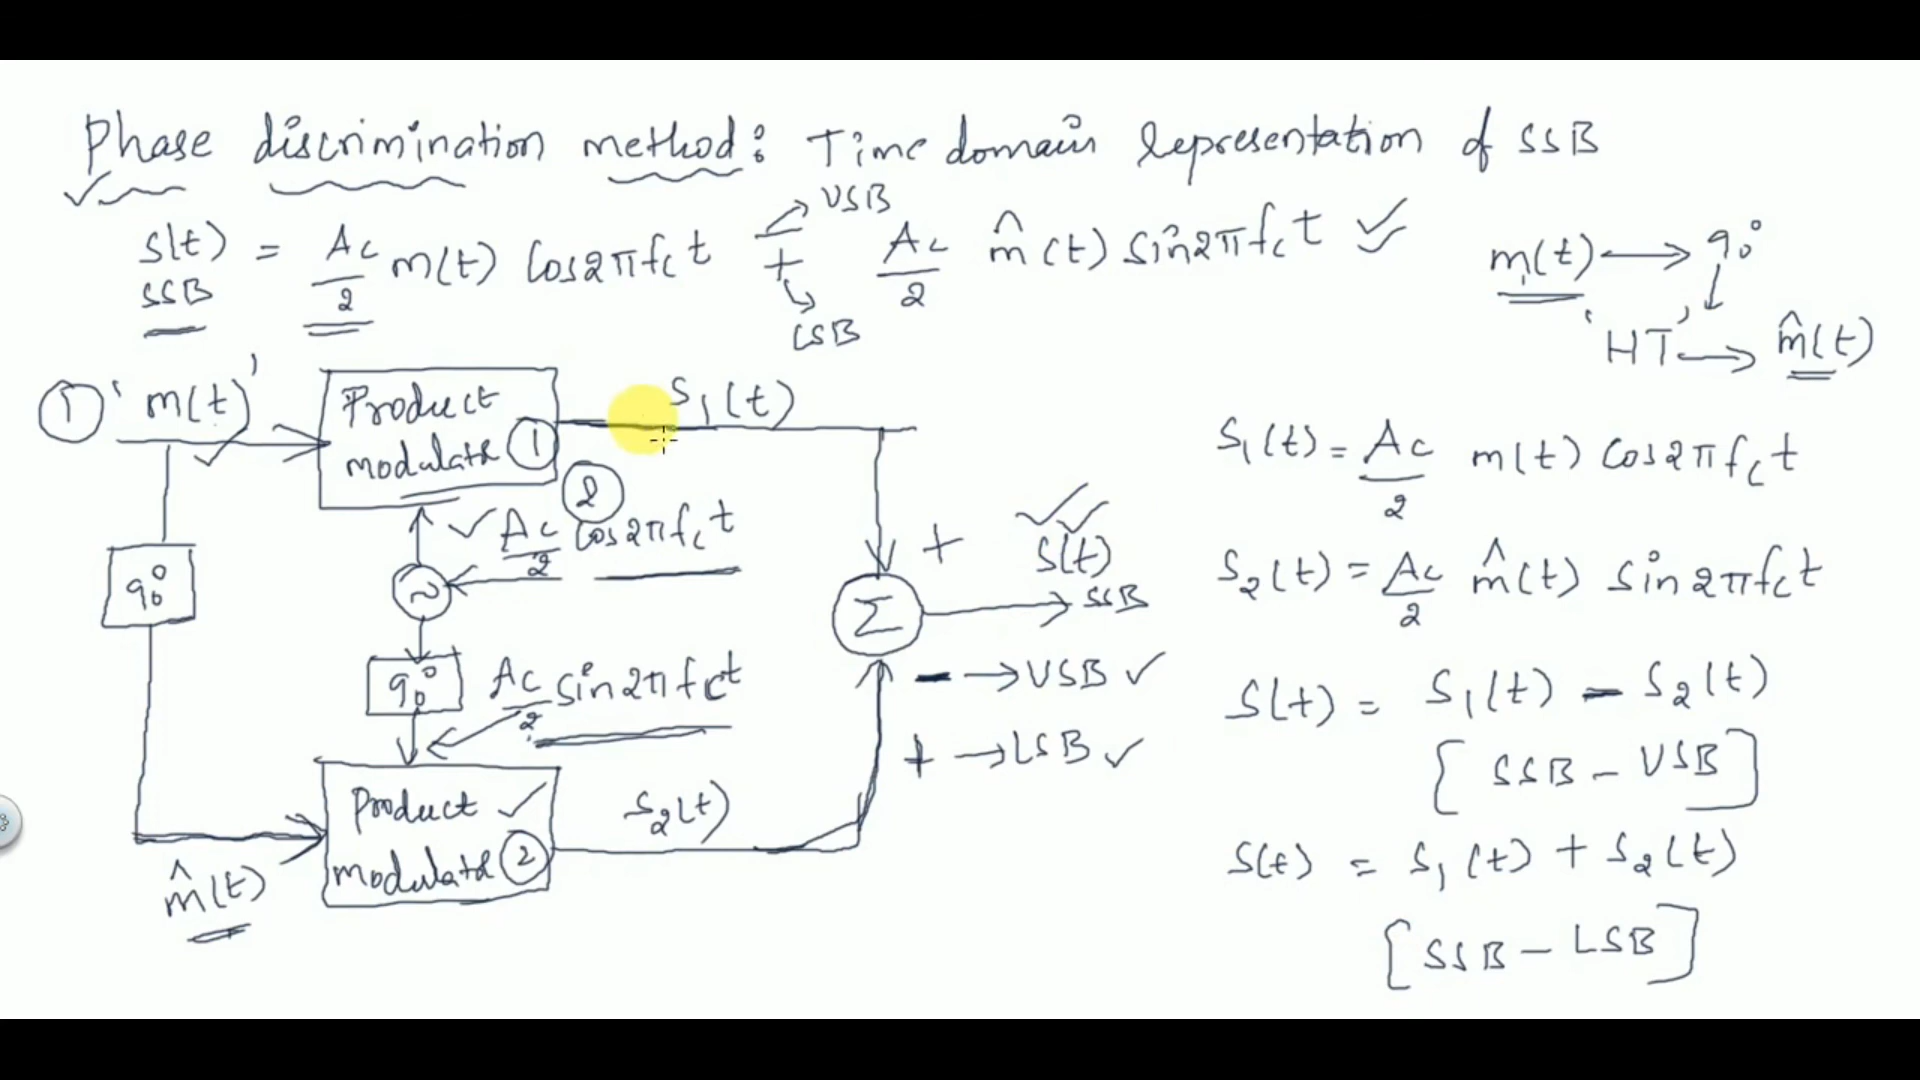 Phase discrimination method: Time domain representation of SSB
USB
S(t) = Ac/2 m(t) Cos2πfct ∓ Ac/2 m̂(t) Sin2πfct
SSB
LSB
m(t) → 90°
'HT' → m̂(t)
① 'm(t)'
Product
modulator ①
S₁(t)
②
Ac/2 Cos2πfct
~
90°
90°
Ac/2 Sin2πfct
Product
modulator ②
S₂(t)
m̂(t)
+
Σ
S(t)
SSB
- → USB ✓
+ → LSB ✓
S₁(t) = Ac/2 m(t) Cos2πfct
S₂(t) = Ac/2 m̂(t) Sin2πfct
S(t) = S₁(t) - S₂(t)
[SSB - USB]
S(t) = S₁(t) + S₂(t)
[SSB - LSB]